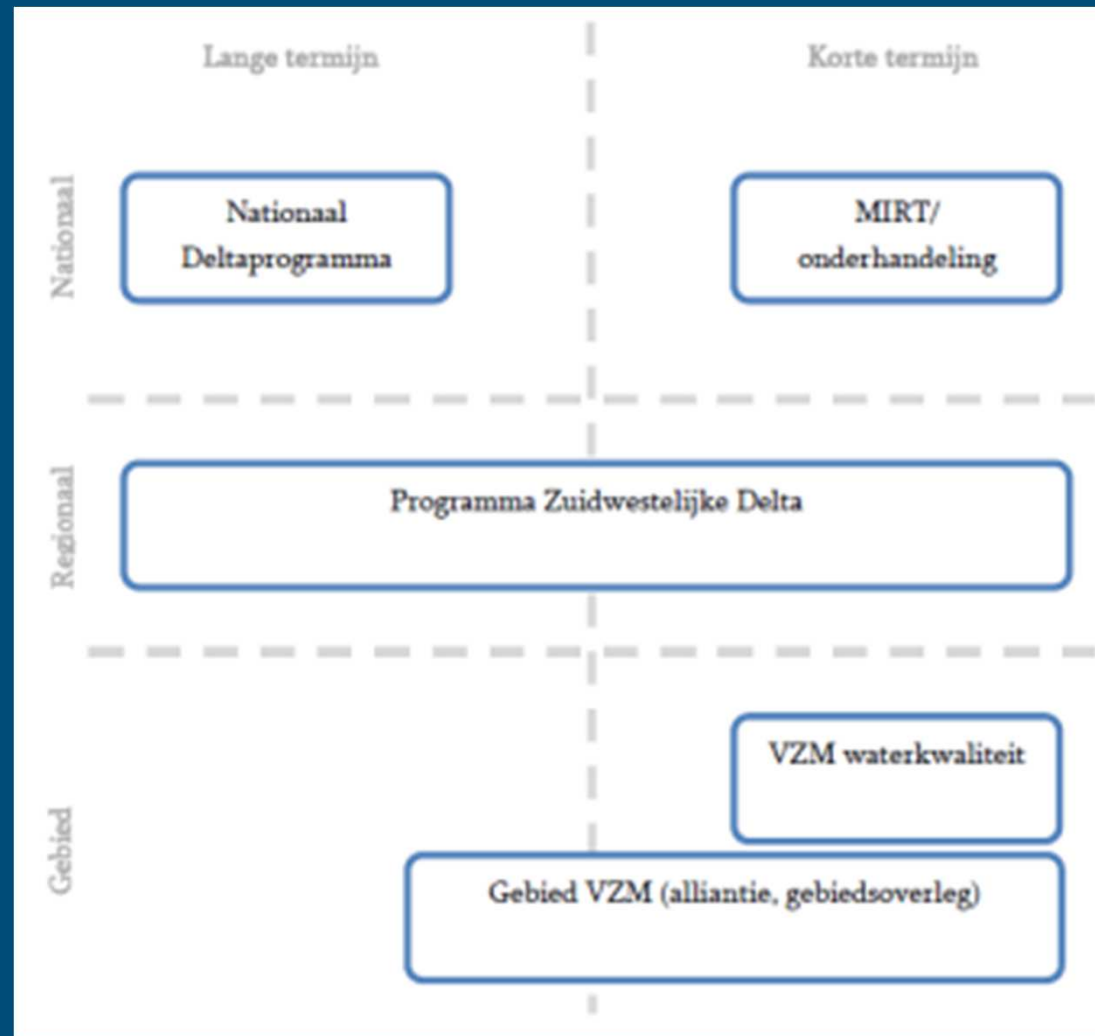 Lange termijn
Korte termijn
Nationaal
Nationaal
Deltaprogramma
MIRT/
onderhandeling
Regionaal
Programma Zuidwestelijke Delta
Gebied
VZM waterkwaliteit
Gebied VZM (alliantie, gebiedsoverleg)